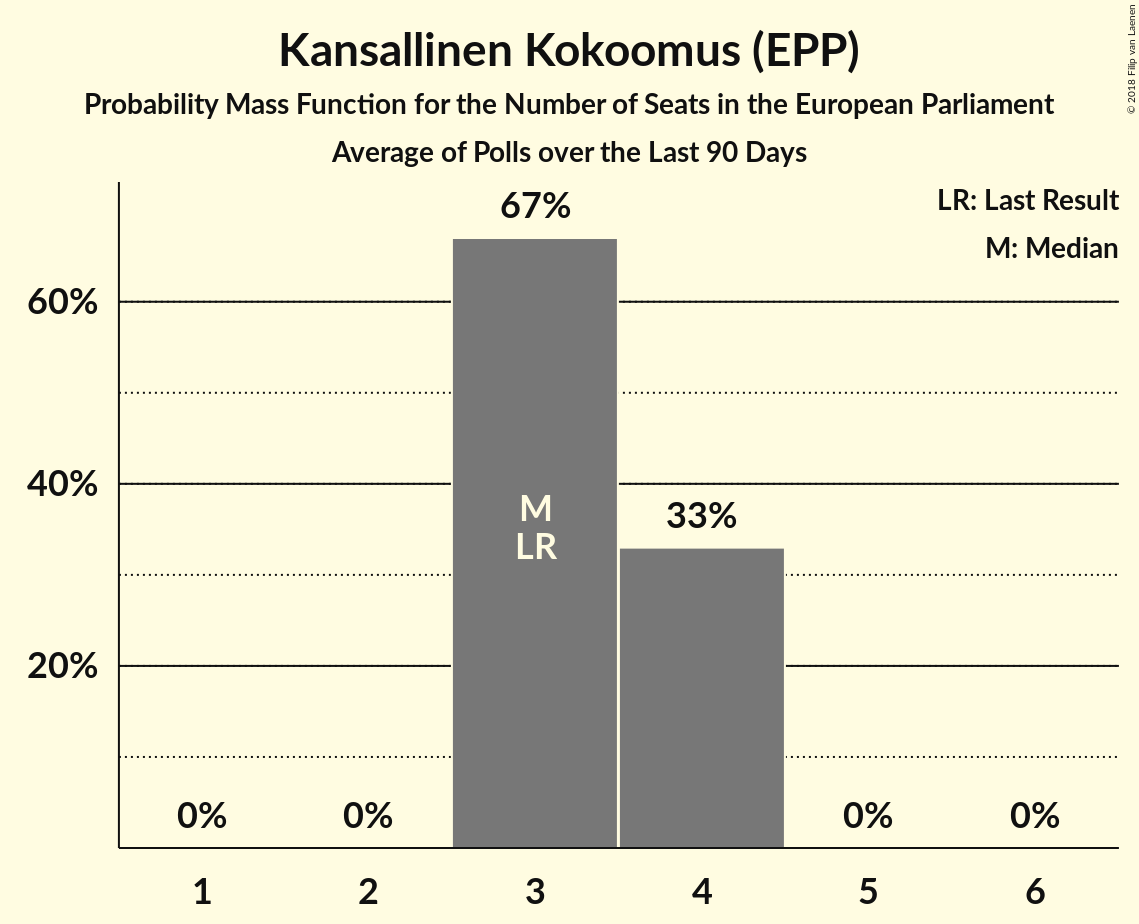 Kansallinen Kokoomus (EPP)
Probability Mass Function for the Number of Seats in the European Parliament
Average of Polls over the Last 90 Days
© 2018 Filip van Laenen
LR: Last Result
M: Median
67%
60%
40%
33%
20%
M
LR
0%
0%
0%
0%
1
2
3
4
5
6